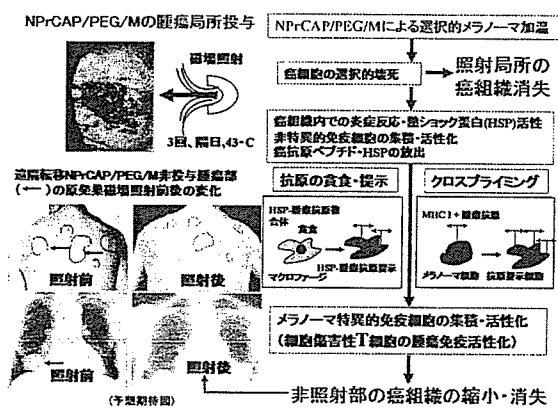 NPrCAP/PEG/Mの腫瘍局所投与
磁場照射
3回、隔日、43℃
遠隔転移NPrCAP/PEG/M非投与腫瘍部
(←)の原発巣磁場照射前後の変化
照射前
照射後
照射前
照射後
(予想期待図)
NPrCAP/PEG/Mによる選択的メラノーマ加温
癌細胞の選択的壊死
照射局所の
癌組織消失
癌組織内での炎症反応・熱ショック蛋白(HSP)活性
非特異的免疫細胞の集積・活性化
癌抗原ペプチド・HSPの放出
抗原の貪食・提示
HSP-腫瘍抗原複
合体
貪食
マクロファージ
HSP-腫瘍抗原提示
クロスプライミング
MHC I+腫瘍抗原
メラノーマ細胞
抗原提示細胞
メラノーマ特異的免疫細胞の集積・活性化
(細胞傷害性T細胞の腫瘍免疫活性化)
非照射部の癌組織の縮小・消失